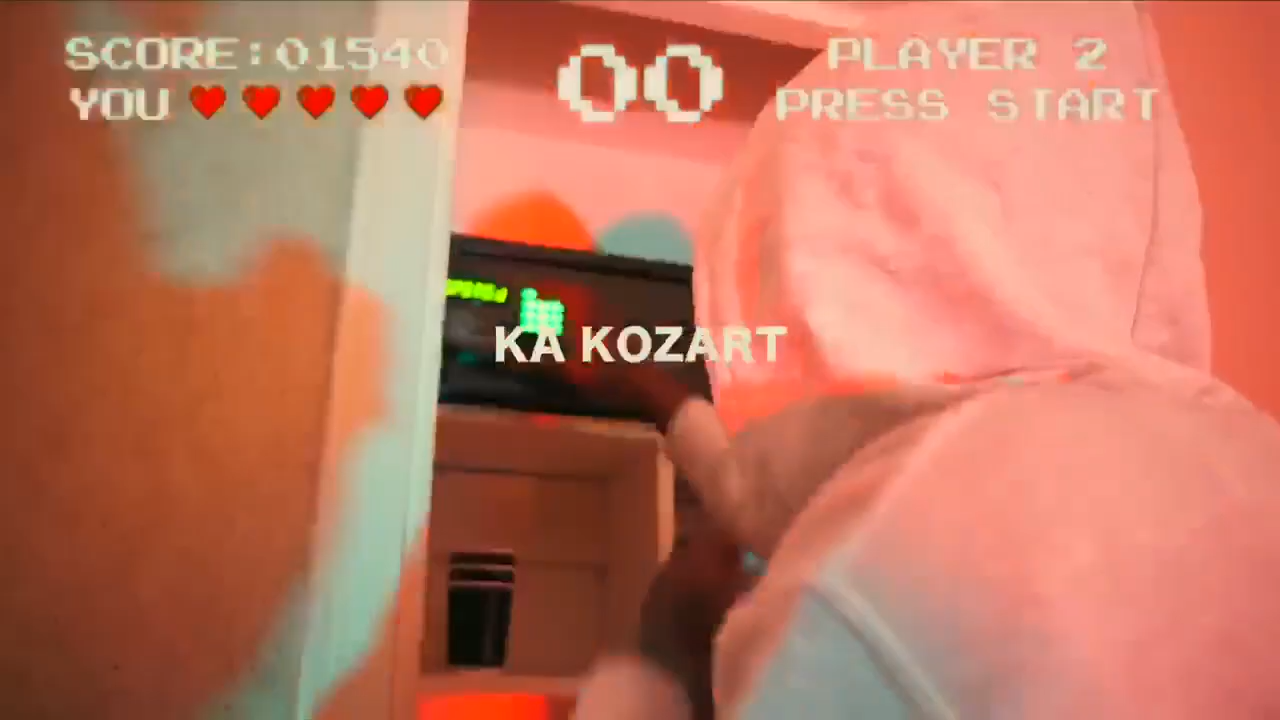 SCORE:01540
YOU ❤❤❤❤❤
00
PLAYER 2
PRESS START
KA KOZART